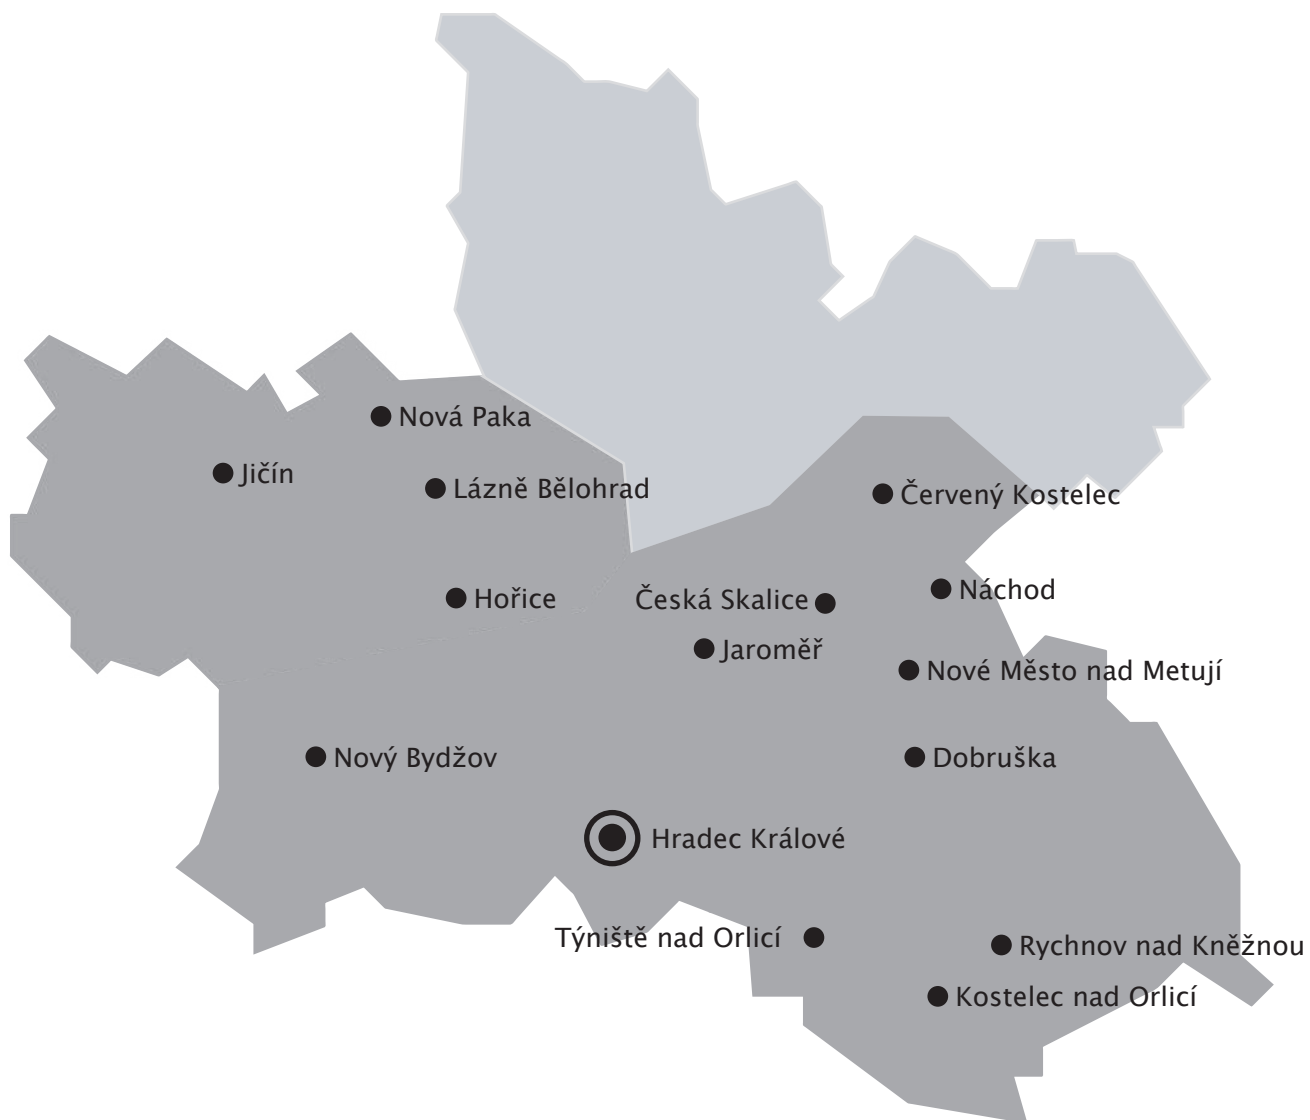 Nová Paka
Jičín
Lázně Bělohrad
Červený Kostelec
Hořice
Česká Skalice
Náchod
Jaroměř
Nové Město nad Metují
Nový Bydžov
Dobruška
Hradec Králové
Týniště nad Orlicí
Rychnov nad Kněžnou
Kostelec nad Orlicí